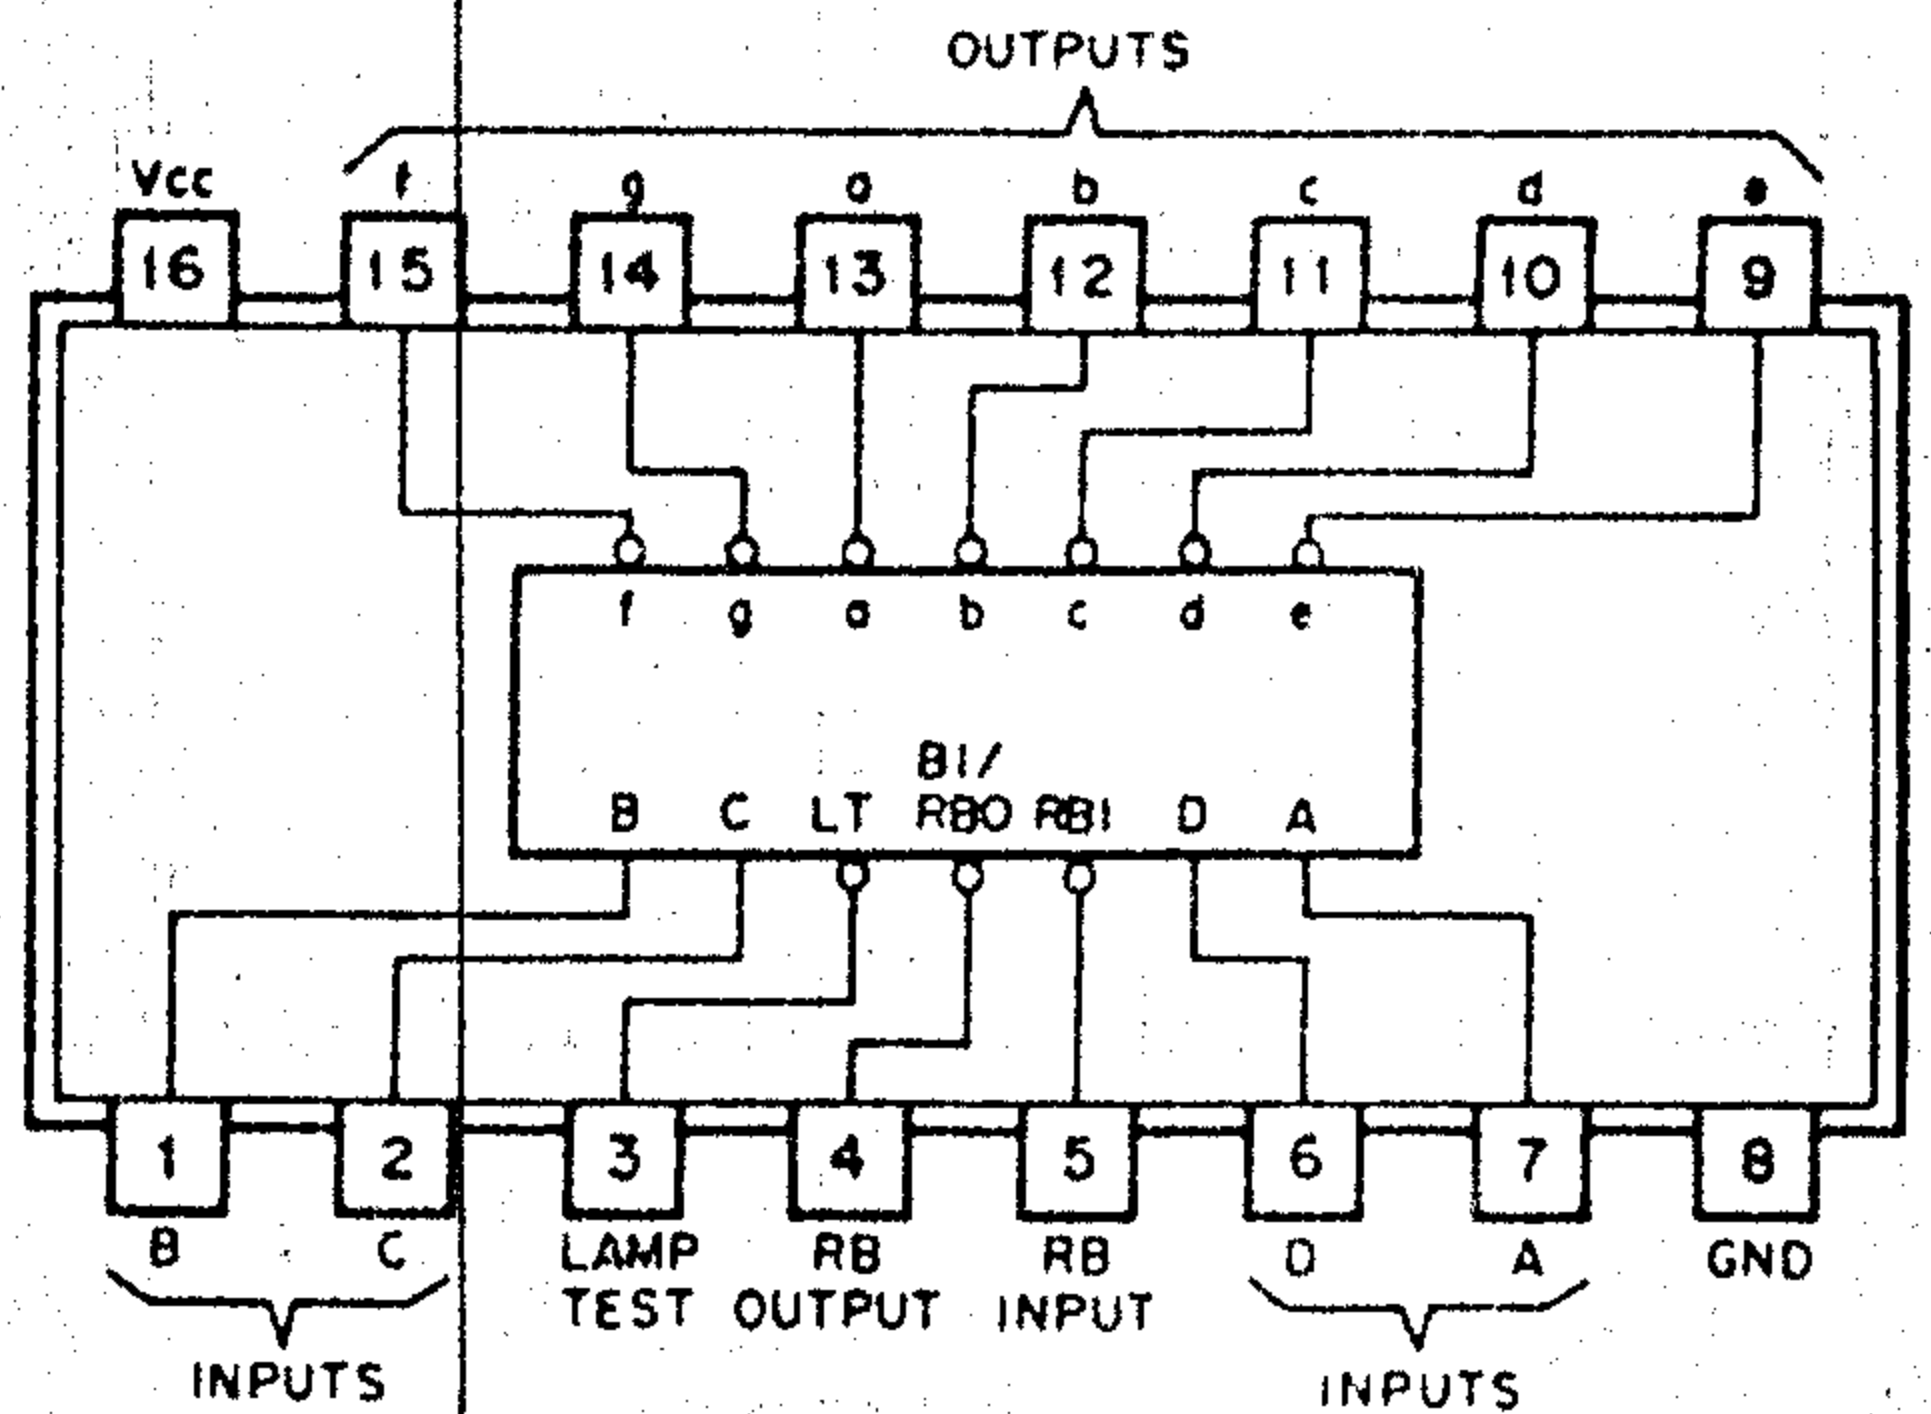 OUTPUTS
Vcc f g a b c d e
16 15 14 13 12 11 10 9
f g a b c d e
BI/
B C LT RBO RBI D A
1 2 3 4 5 6 7 8
B C LAMP RB RB D A GND
TEST OUTPUT INPUT
INPUTS INPUTS